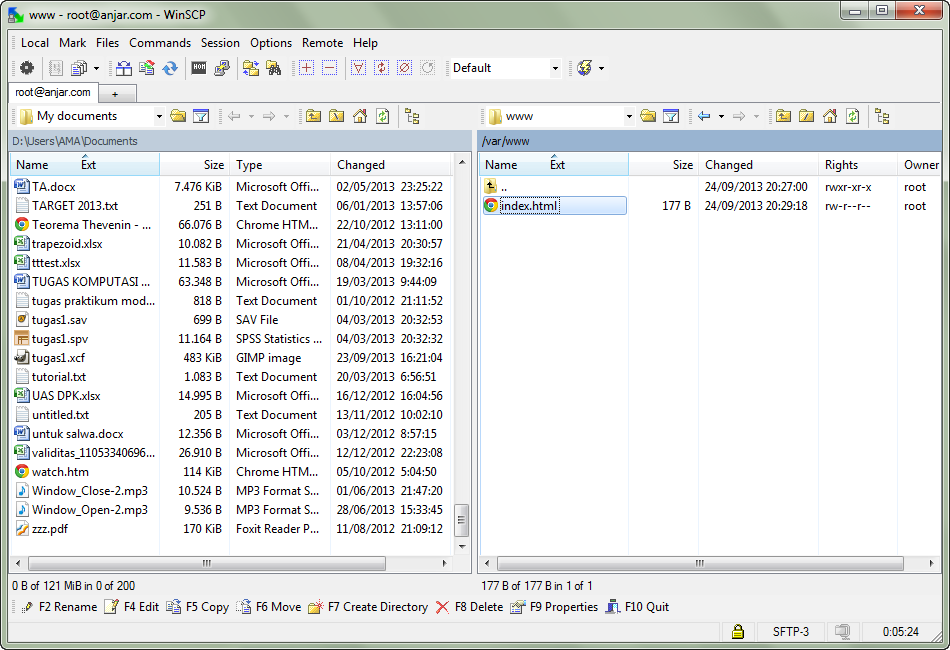 www - root@anjar.com - WinSCP
Local Mark Files Commands Session Options Remote Help
Default
root@anjar.com +
My documents
www
D:\Users\AMA\Documents
/var/www
Name Ext Size Type Changed
TA.docx 7.476 KiB Microsoft Offi... 02/05/2013 23:25:22
TARGET 2013.txt 251 B Text Document 06/01/2013 13:57:06
Teorema Thevenin - ... 66.076 B Chrome HTM... 22/10/2012 13:11:00
trapezoid.xlsx 10.082 B Microsoft Offi... 21/04/2013 20:30:57
tttest.xlsx 11.583 B Microsoft Offi... 08/04/2013 19:32:16
TUGAS KOMPUTASI ... 63.348 B Microsoft Offi... 19/03/2013 9:44:09
tugas praktikum mod... 818 B Text Document 01/10/2012 21:11:52
tugas1.sav 699 B SAV File 04/03/2013 20:32:53
tugas1.spv 11.164 B SPSS Statistics ... 04/03/2013 20:32:32
tugas1.xcf 483 KiB GIMP image 23/09/2013 16:21:04
tutorial.txt 1.083 B Text Document 20/03/2013 6:56:51
UAS DPK.xlsx 14.995 B Microsoft Offi... 16/12/2012 16:04:56
untitled.txt 205 B Text Document 13/11/2012 10:02:10
untuk salwa.docx 12.356 B Microsoft Offi... 03/12/2012 8:57:15
validitas_11053340696... 26.910 B Microsoft Offi... 12/12/2012 22:23:08
watch.htm 114 KiB Chrome HTM... 05/10/2012 5:04:50
Window_Close-2.mp3 10.524 B MP3 Format S... 01/06/2013 21:47:20
Window_Open-2.mp3 9.536 B MP3 Format S... 28/06/2013 15:33:45
zzz.pdf 170 KiB Foxit Reader P... 11/08/2012 21:09:12
Name Ext Size Changed Rights Owner
.. 24/09/2013 20:27:00 rwxr-xr-x root
index.html 177 B 24/09/2013 20:29:18 rw-r--r-- root
0 B of 121 MiB in 0 of 200
177 B of 177 B in 1 of 1
F2 Rename F4 Edit F5 Copy F6 Move F7 Create Directory F8 Delete F9 Properties F10 Quit
SFTP-3 0:05:24